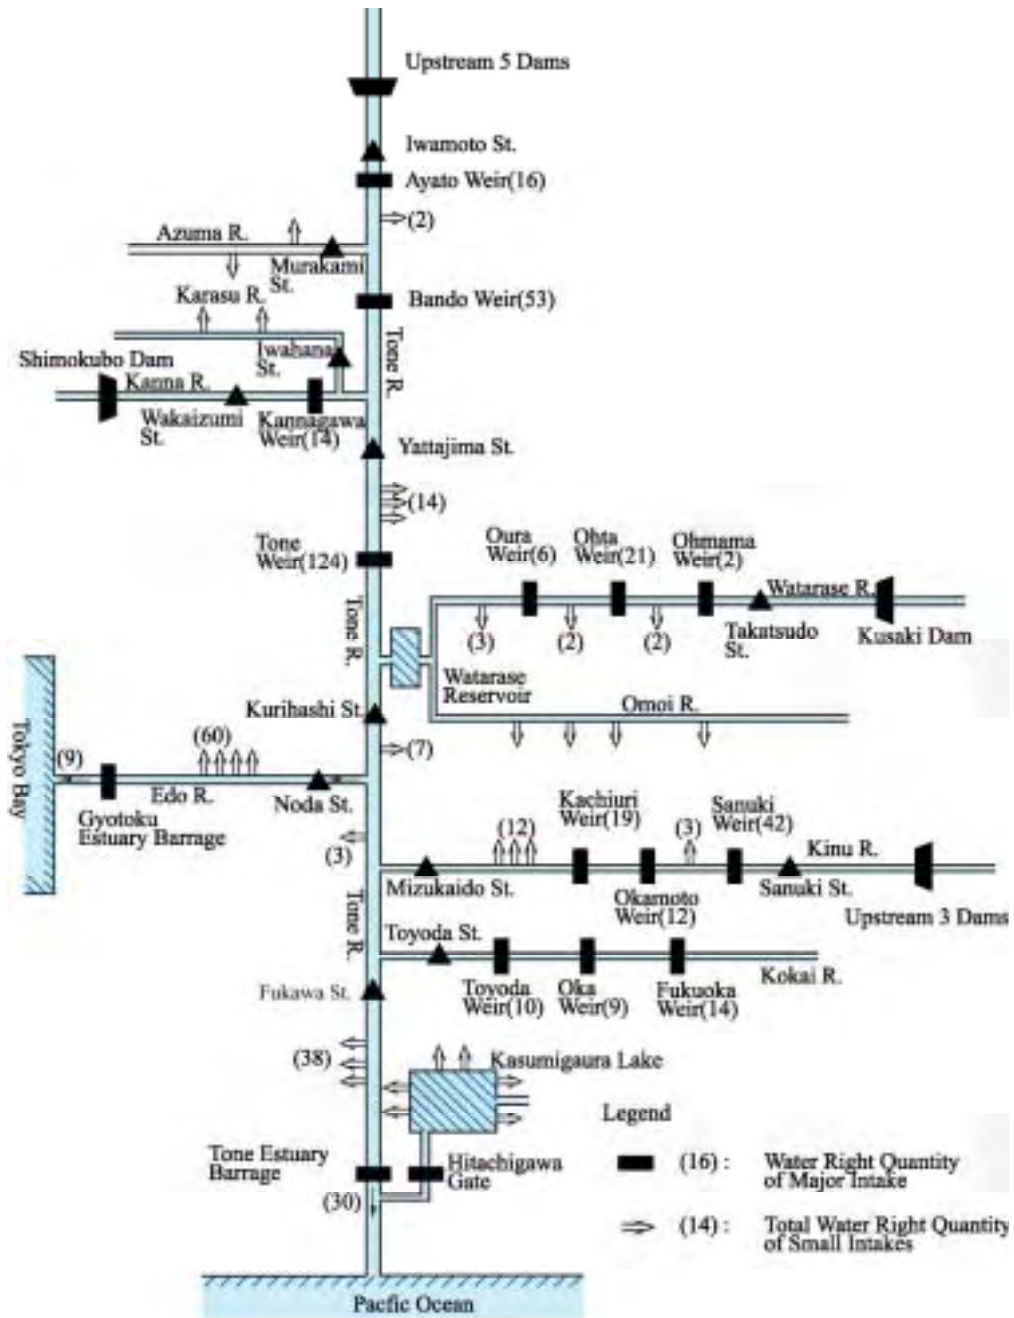 Upstream 5 Dams
Iwamoto St.
Ayato Weir(16)
(2)
Azuma R.
Murakami
St.
Karasu R.
Bando Weir(53)
Tone R.
Iwahana
St.
Shimokubo Dam
Kanna R.
Wakaizumi
St.
Kannagawa
Weir(14)
Yattajima St.
(14)
Tone
Weir(124)
Oura
Weir(6)
Ohta
Weir(21)
Ohmama
Weir(2)
Watarase R.
Tone R.
(3)
(2)
(2)
Takatsudo
St.
Kusaki Dam
Watarase
Reservoir
Omoi R.
Kurihashi St.
Tokyo Bay
(9)
(60)
(7)
Edo R.
Noda St.
Gyotoku
Estuary Barrage
Kachiuri
Weir(19)
Sanuki
Weir(42)
(3)
(12)
(3)
Kinu R.
Mizukaido St.
Okamoto
Weir(12)
Sanuki St.
Upstream 3 Dams
Tone R.
Toyoda St.
Kokai R.
Fukawa St.
Toyoda
Weir(10)
Oka
Weir(9)
Fukuoka
Weir(14)
(38)
Kasumigaura Lake
Legend
Tone Estuary
Barrage
Hitachigawa
Gate
(30)
(16) : Water Right Quantity
of Major Intake
(14) : Total Water Right Quantity
of Small Intakes
Pacfic Ocean